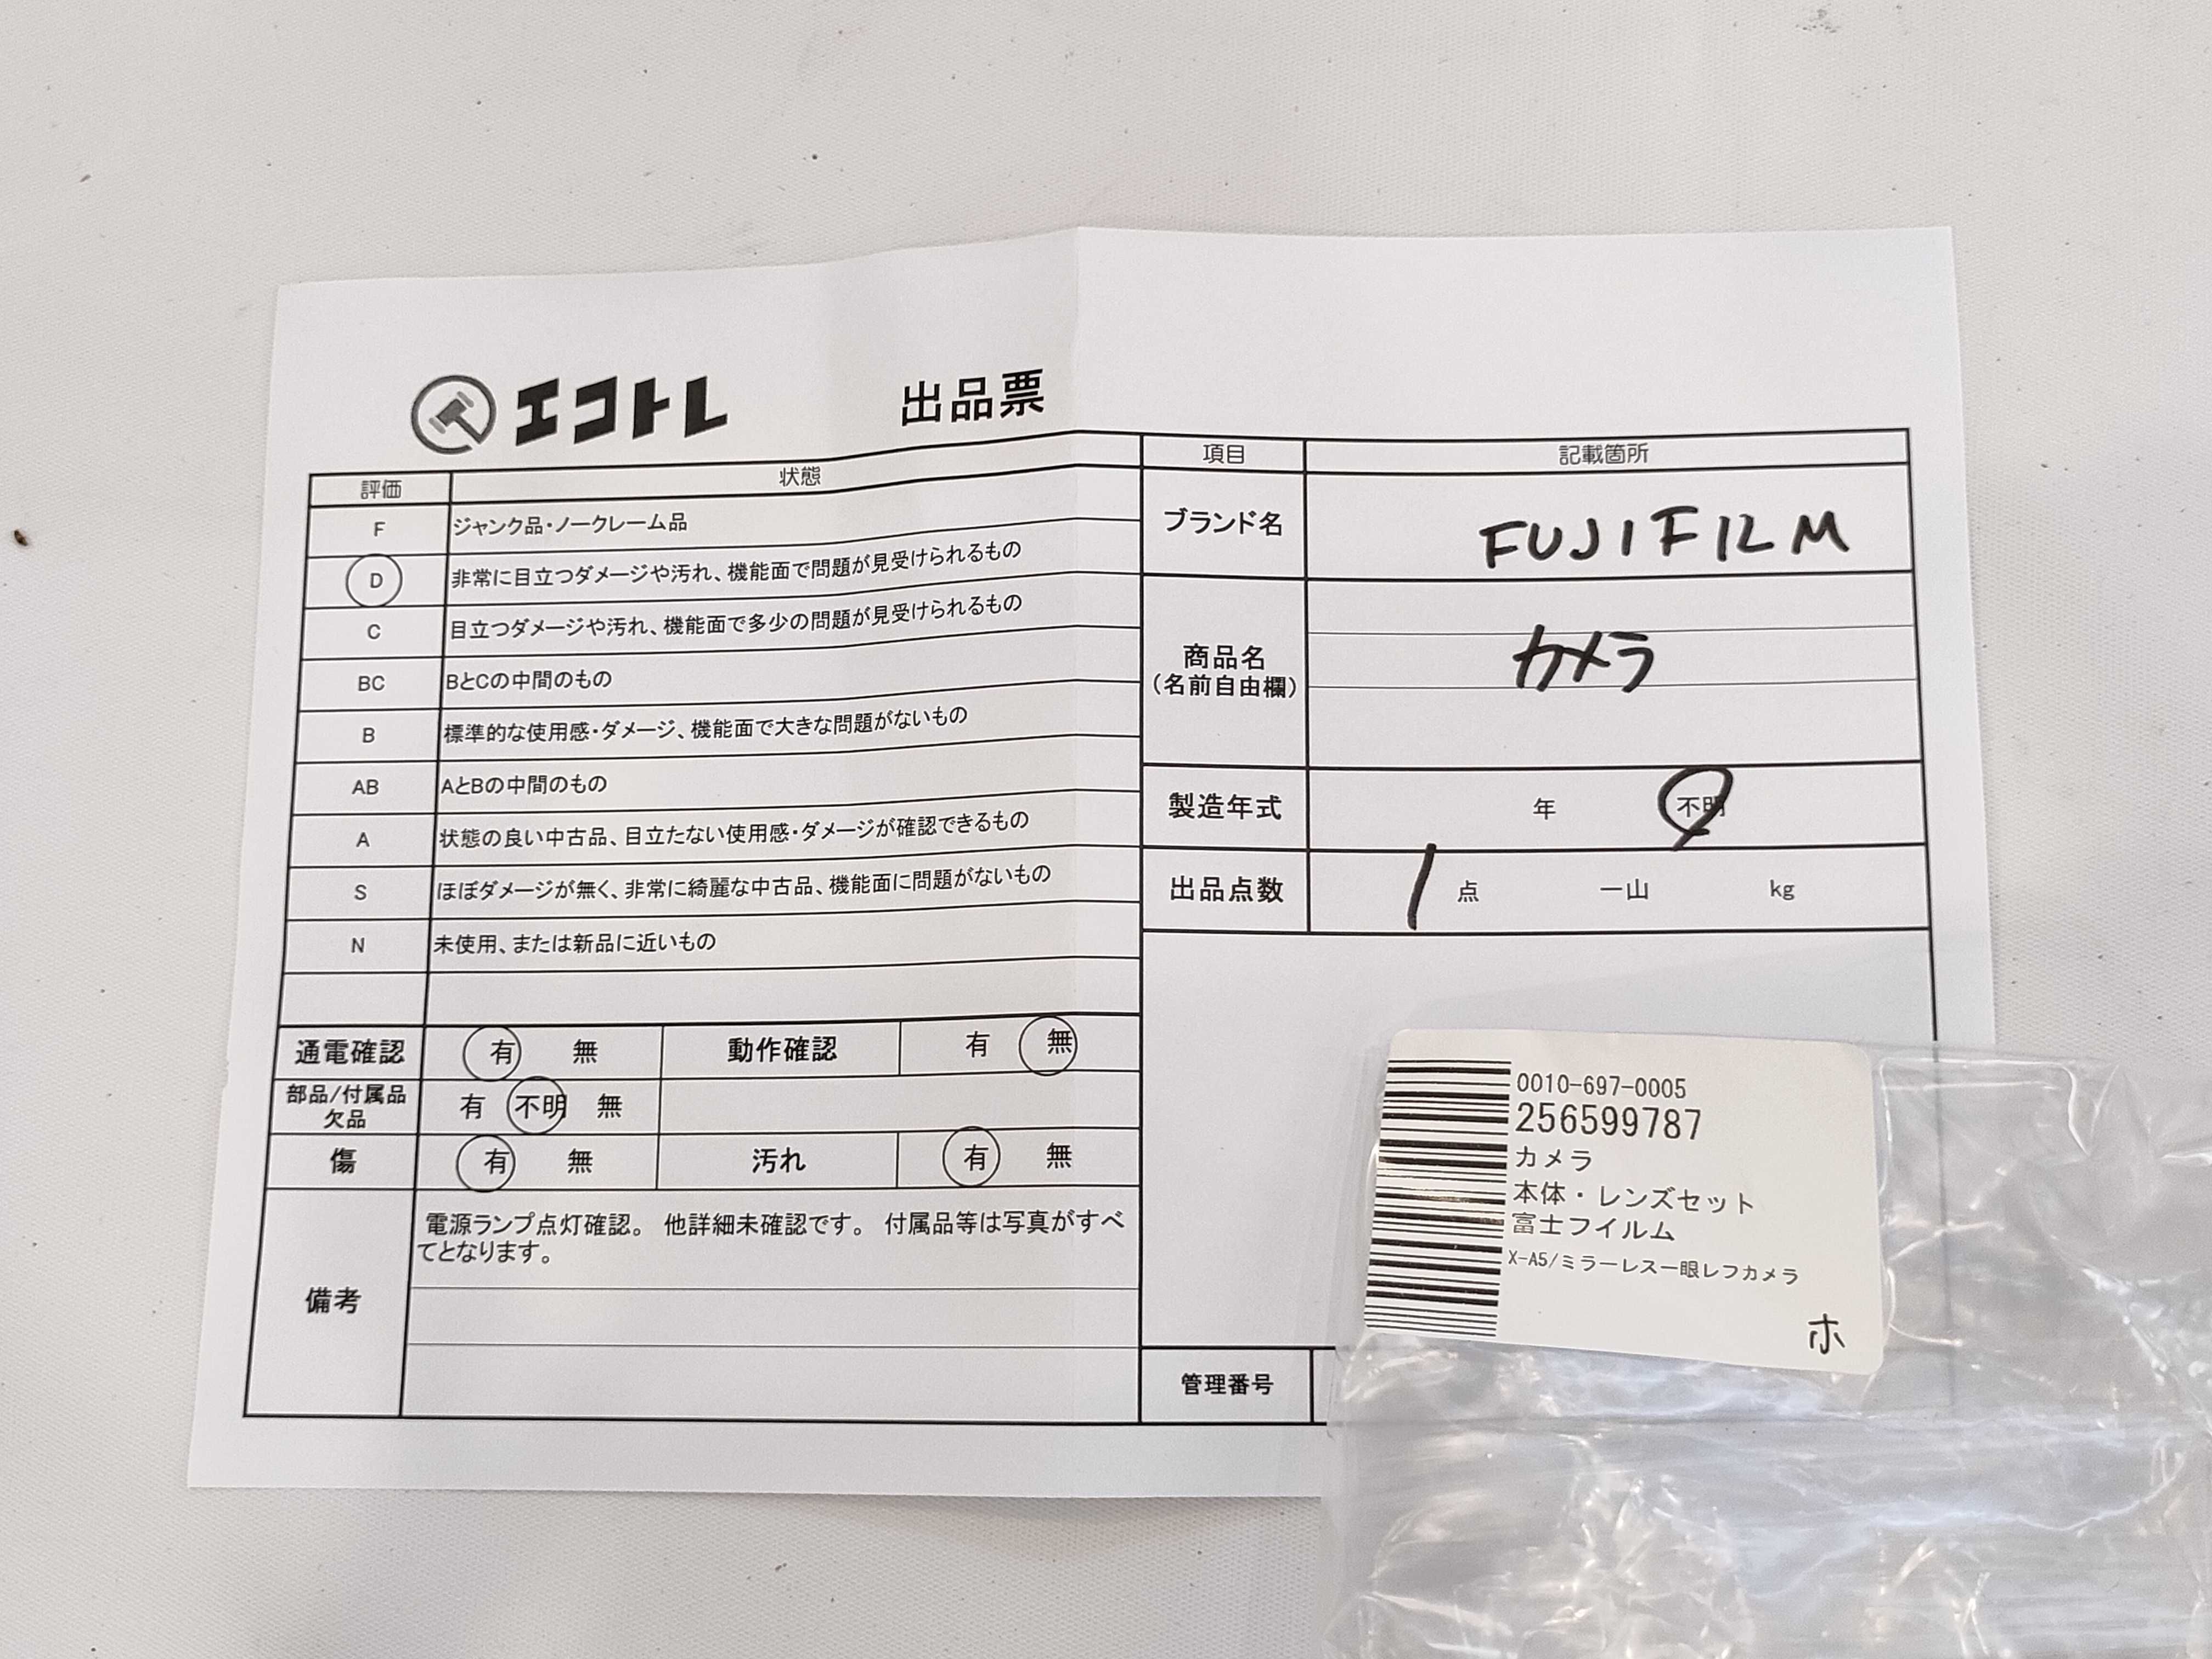 エコトレ
出品票
評価 状態
F ジャンク品・ノークレーム品
D 非常に目立つダメージや汚れ、機能面で問題が見受けられるもの
C 目立つダメージや汚れ、機能面で多少の問題が見受けられるもの
BC BとCの中間のもの
B 標準的な使用感・ダメージ、機能面で大きな問題がないもの
AB AとBの中間のもの
A 状態の良い中古品、目立たない使用感・ダメージが確認できるもの
S ほぼダメージが無く、非常に綺麗な中古品、機能面に問題がないもの
N 未使用、または新品に近いもの
通電確認 有 無 動作確認 有 無
部品/付属品
欠品 有 不明 無
傷 有 無 汚れ 有 無
備考
電源ランプ点灯確認。 他詳細未確認です。 付属品等は写真がすべ
てとなります。
項目 記載箇所
ブランド名 FUJIFILM
商品名
(名前自由欄)
カメラ
製造年式 年 不明
出品点数 1 点 一山 kg
管理番号
0010-697-0005
256599787
カメラ
本体・レンズセット
富士フイルム
X-A5/ミラーレス一眼レフカメラ
ホ